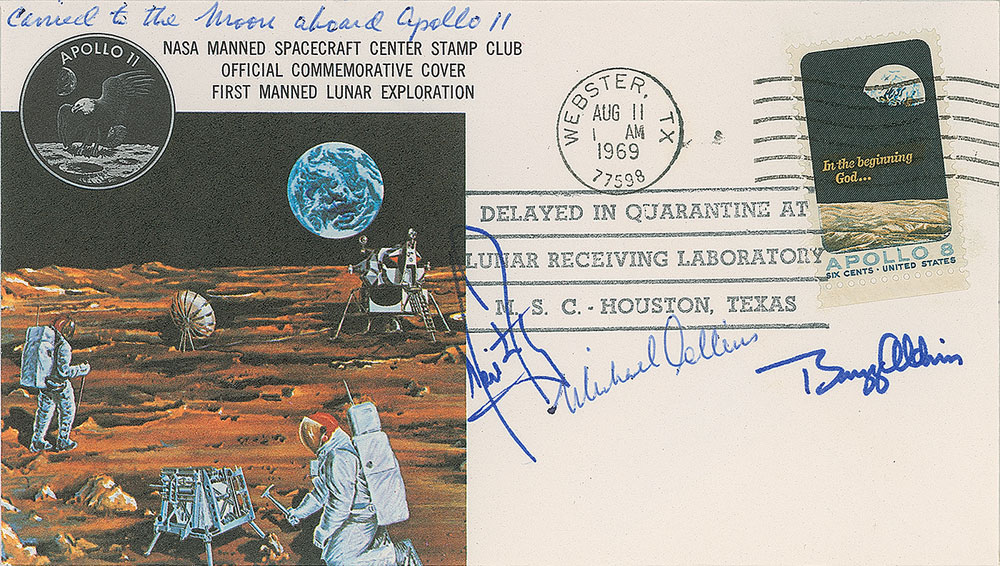 Carried to the Moon aboard Apollo 11
APOLLO 11
NASA MANNED SPACECRAFT CENTER STAMP CLUB
OFFICIAL COMMEMORATIVE COVER
FIRST MANNED LUNAR EXPLORATION
WEBSTER, TX
AUG 11
1 AM
1969
77598
In the beginning
God...
APOLLO 8
SIX CENTS · UNITED STATES
DELAYED IN QUARANTINE AT
LUNAR RECEIVING LABORATORY
M. S. C. - HOUSTON, TEXAS
Neil
Michael Collins
Buzz Aldrin